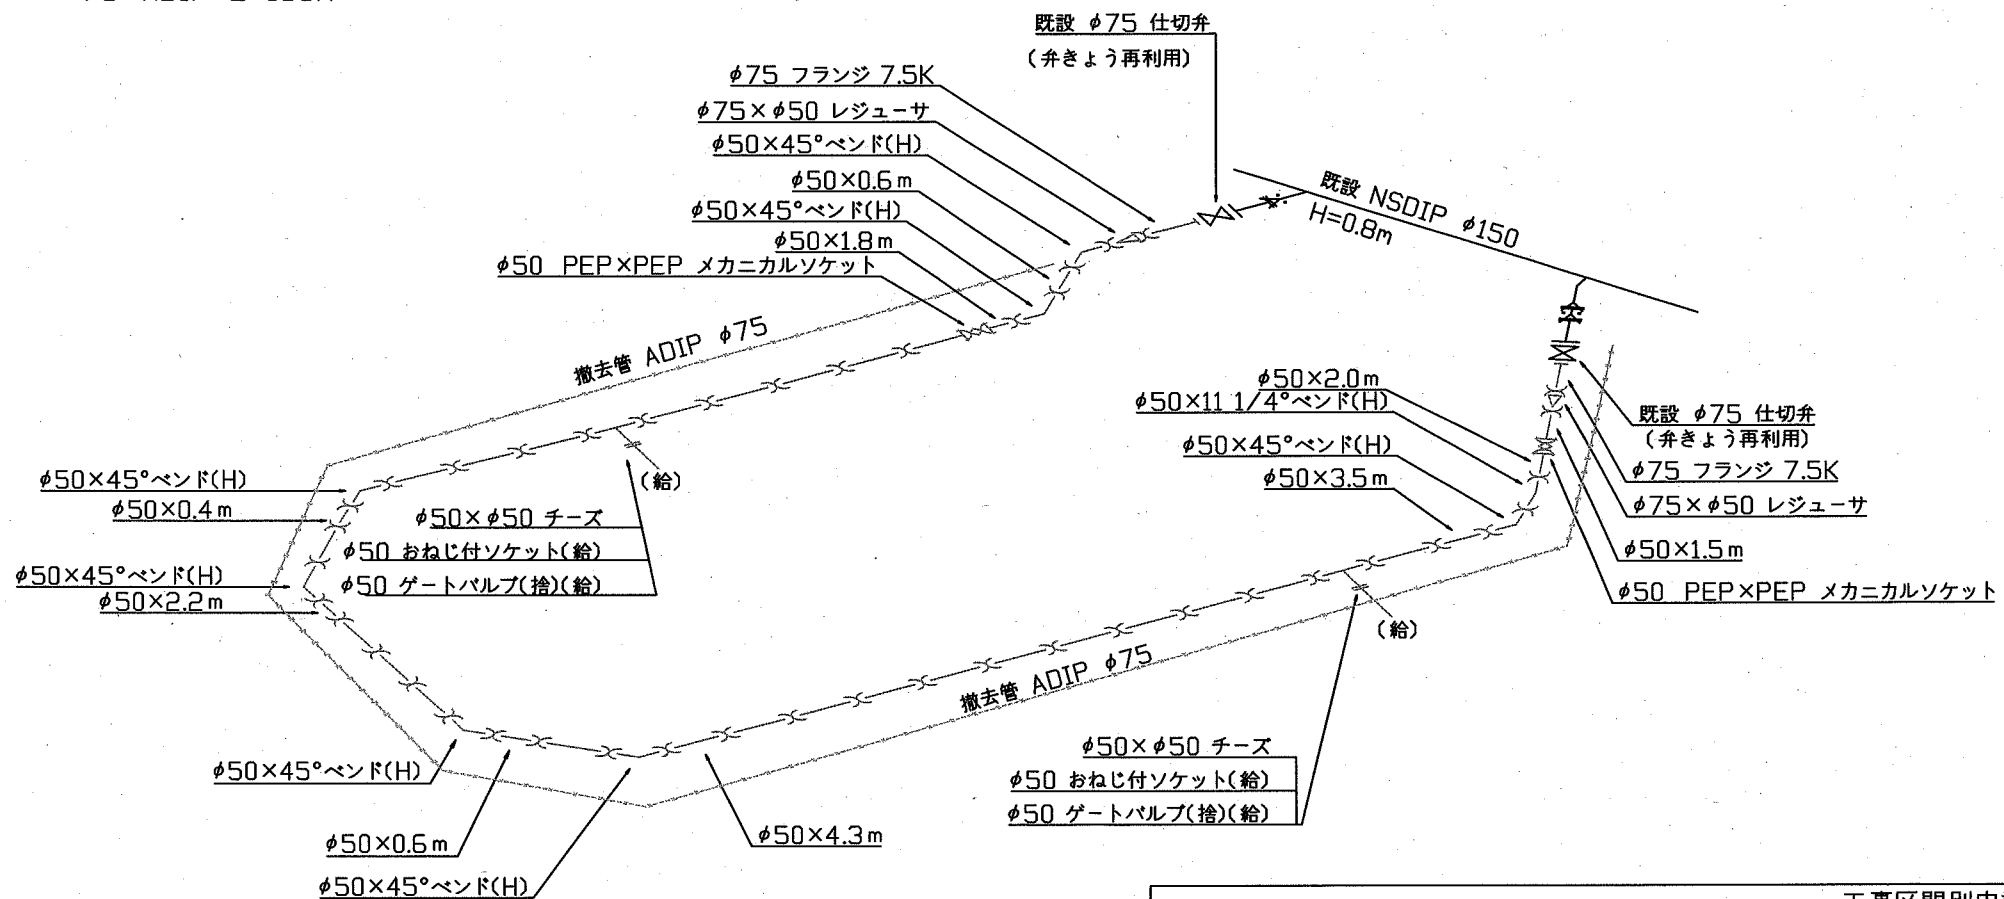 既設 φ75 仕切弁
(弁きょう再利用)
φ75 フランジ 7.5K
φ75×φ50 レジューサ
φ50×45°ベンド(H)
φ50×0.6m
φ50×45°ベンド(H)
φ50×1.8m
φ50 PEP×PEP メカニカルソケット
既設 NSDIP φ150
H=0.8m
撤去管 ADIP φ75
φ50×2.0m
φ50×11 1/4°ベンド(H)
φ50×45°ベンド(H)
φ50×3.5m
既設 φ75 仕切弁
(弁きょう再利用)
φ75 フランジ 7.5K
φ75×φ50 レジューサ
φ50×1.5m
φ50 PEP×PEP メカニカルソケット
φ50×45°ベンド(H)
φ50×0.4m
(給)
φ50×φ50 チーズ
φ50 おねじ付ソケット(給)
φ50 ゲートバルブ(捨)(給)
φ50×45°ベンド(H)
φ50×2.2m
(給)
撤去管 ADIP φ75
φ50×φ50 チーズ
φ50 おねじ付ソケット(給)
φ50 ゲートバルブ(捨)(給)
φ50×45°ベンド(H)
φ50×0.6m
φ50×4.3m
φ50×45°ベンド(H)